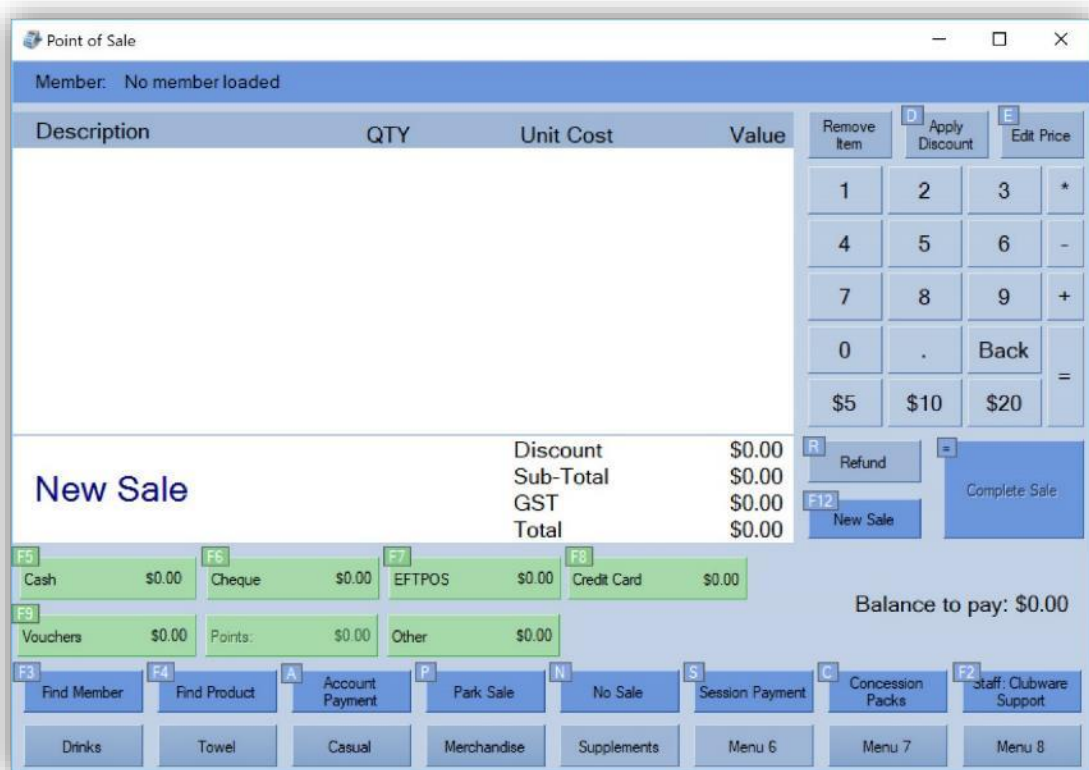 Point of Sale
Member: No member loaded
Description QTY Unit Cost Value
Remove Item
D Apply Discount
E Edit Price
1 2 3 *
4 5 6 -
7 8 9 +
0 . Back =
$5 $10 $20
New Sale
Discount $0.00
Sub-Total $0.00
GST $0.00
Total $0.00
R Refund
F12 New Sale
= Complete Sale
F5 Cash $0.00
F6 Cheque $0.00
F7 EFTPOS $0.00
F8 Credit Card $0.00
Balance to pay: $0.00
F9 Vouchers $0.00
Points: $0.00
Other $0.00
F3 Find Member
F4 Find Product
A Account Payment
P Park Sale
N No Sale
S Session Payment
C Concession Packs
F2 Staff: Clubware Support
Drinks Towel Casual Merchandise Supplements Menu 6 Menu 7 Menu 8